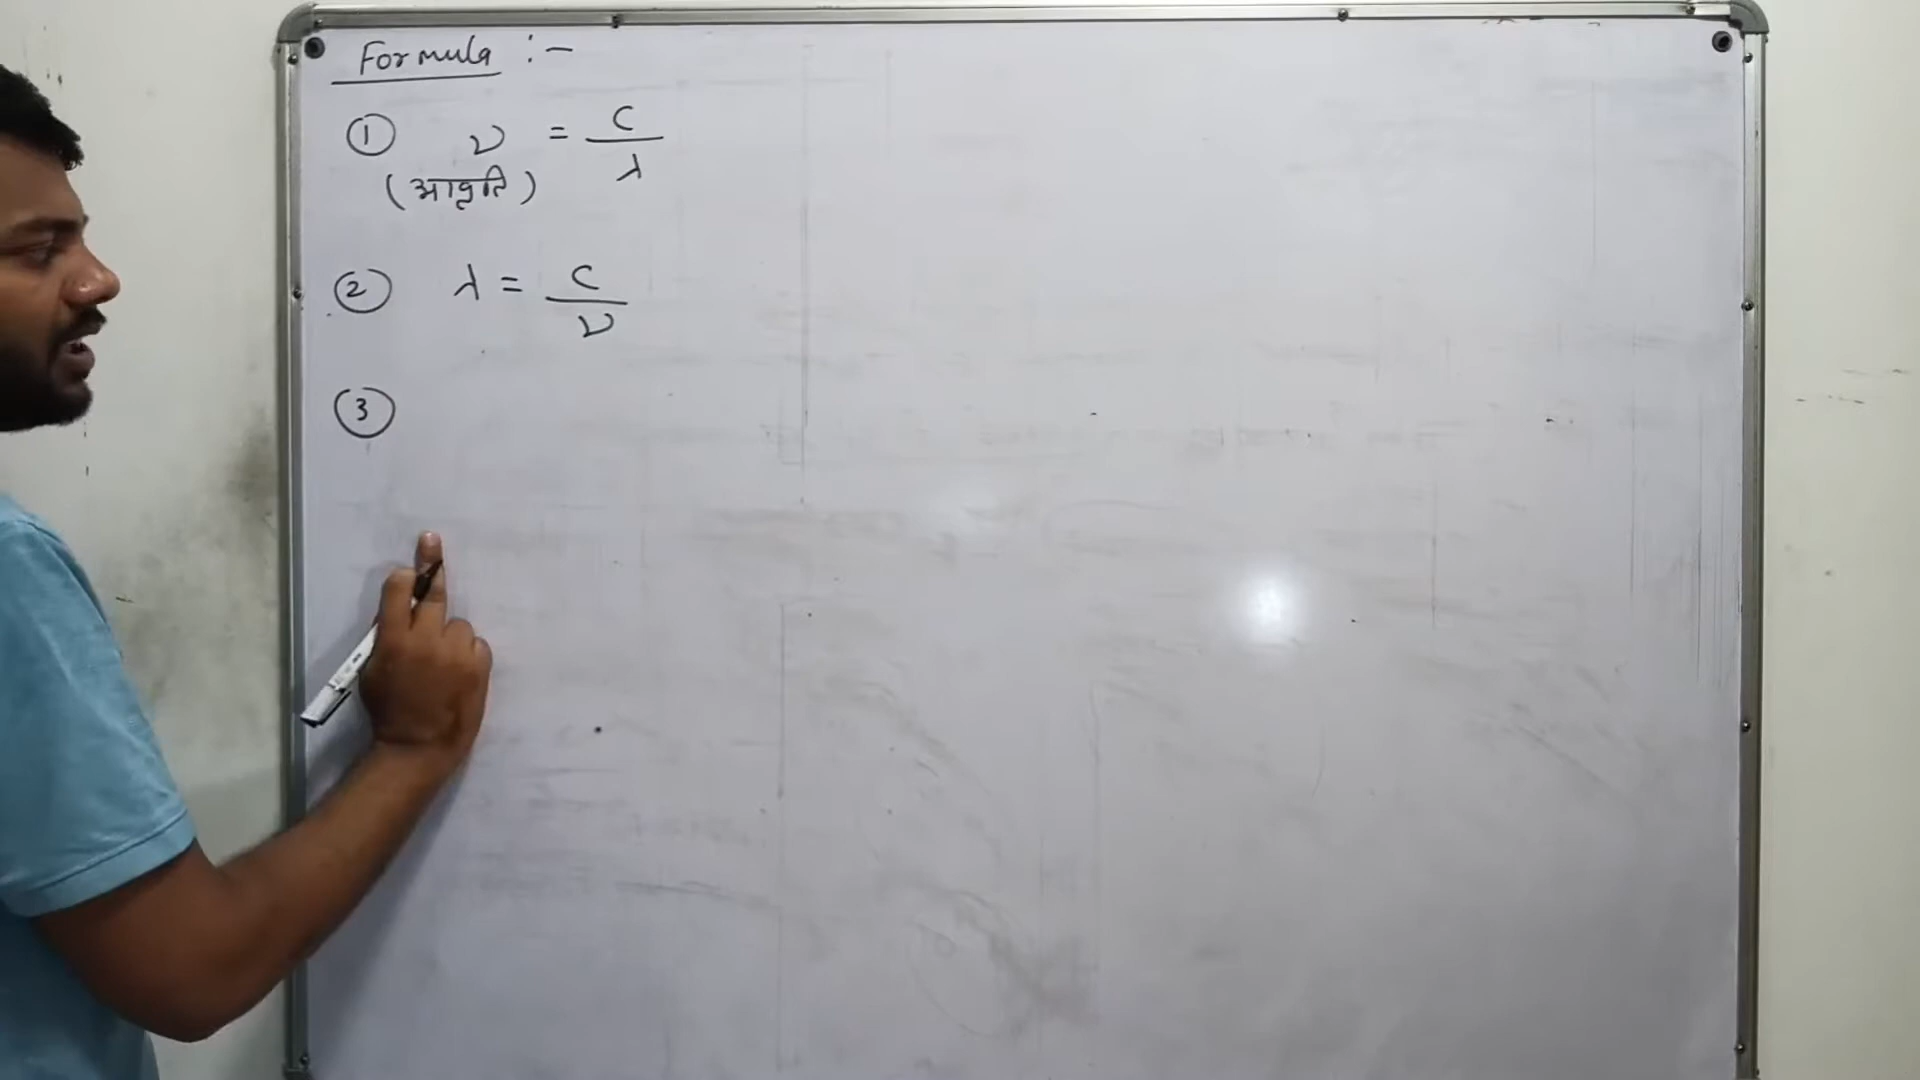 Formula :-
① ν = c/λ
(आवृति)
② λ = c/ν
③